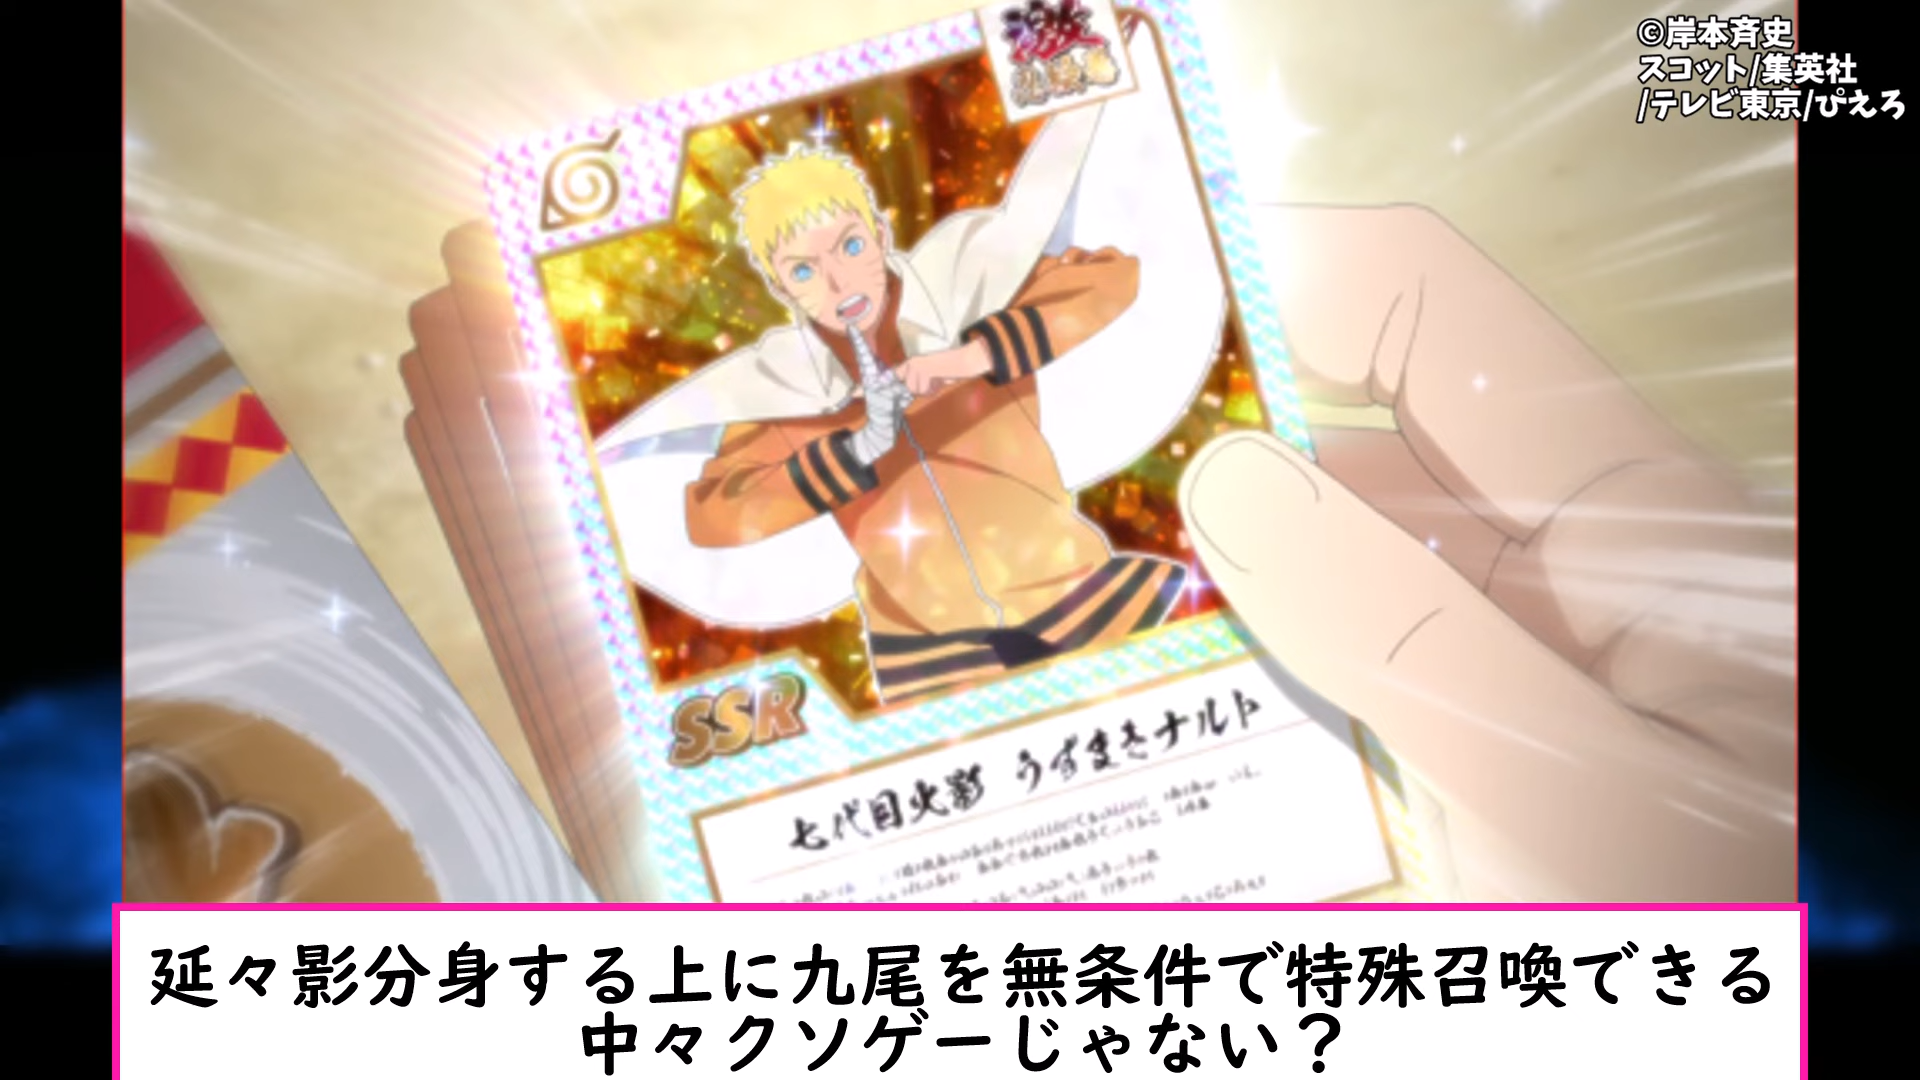 ©岸本斉史
スコット/集英社
/テレビ東京/ぴえろ
激
SSR
七代目火影 うずまきナルト
延々影分身する上に九尾を無条件で特殊召喚できる
中々クソゲーじゃない？